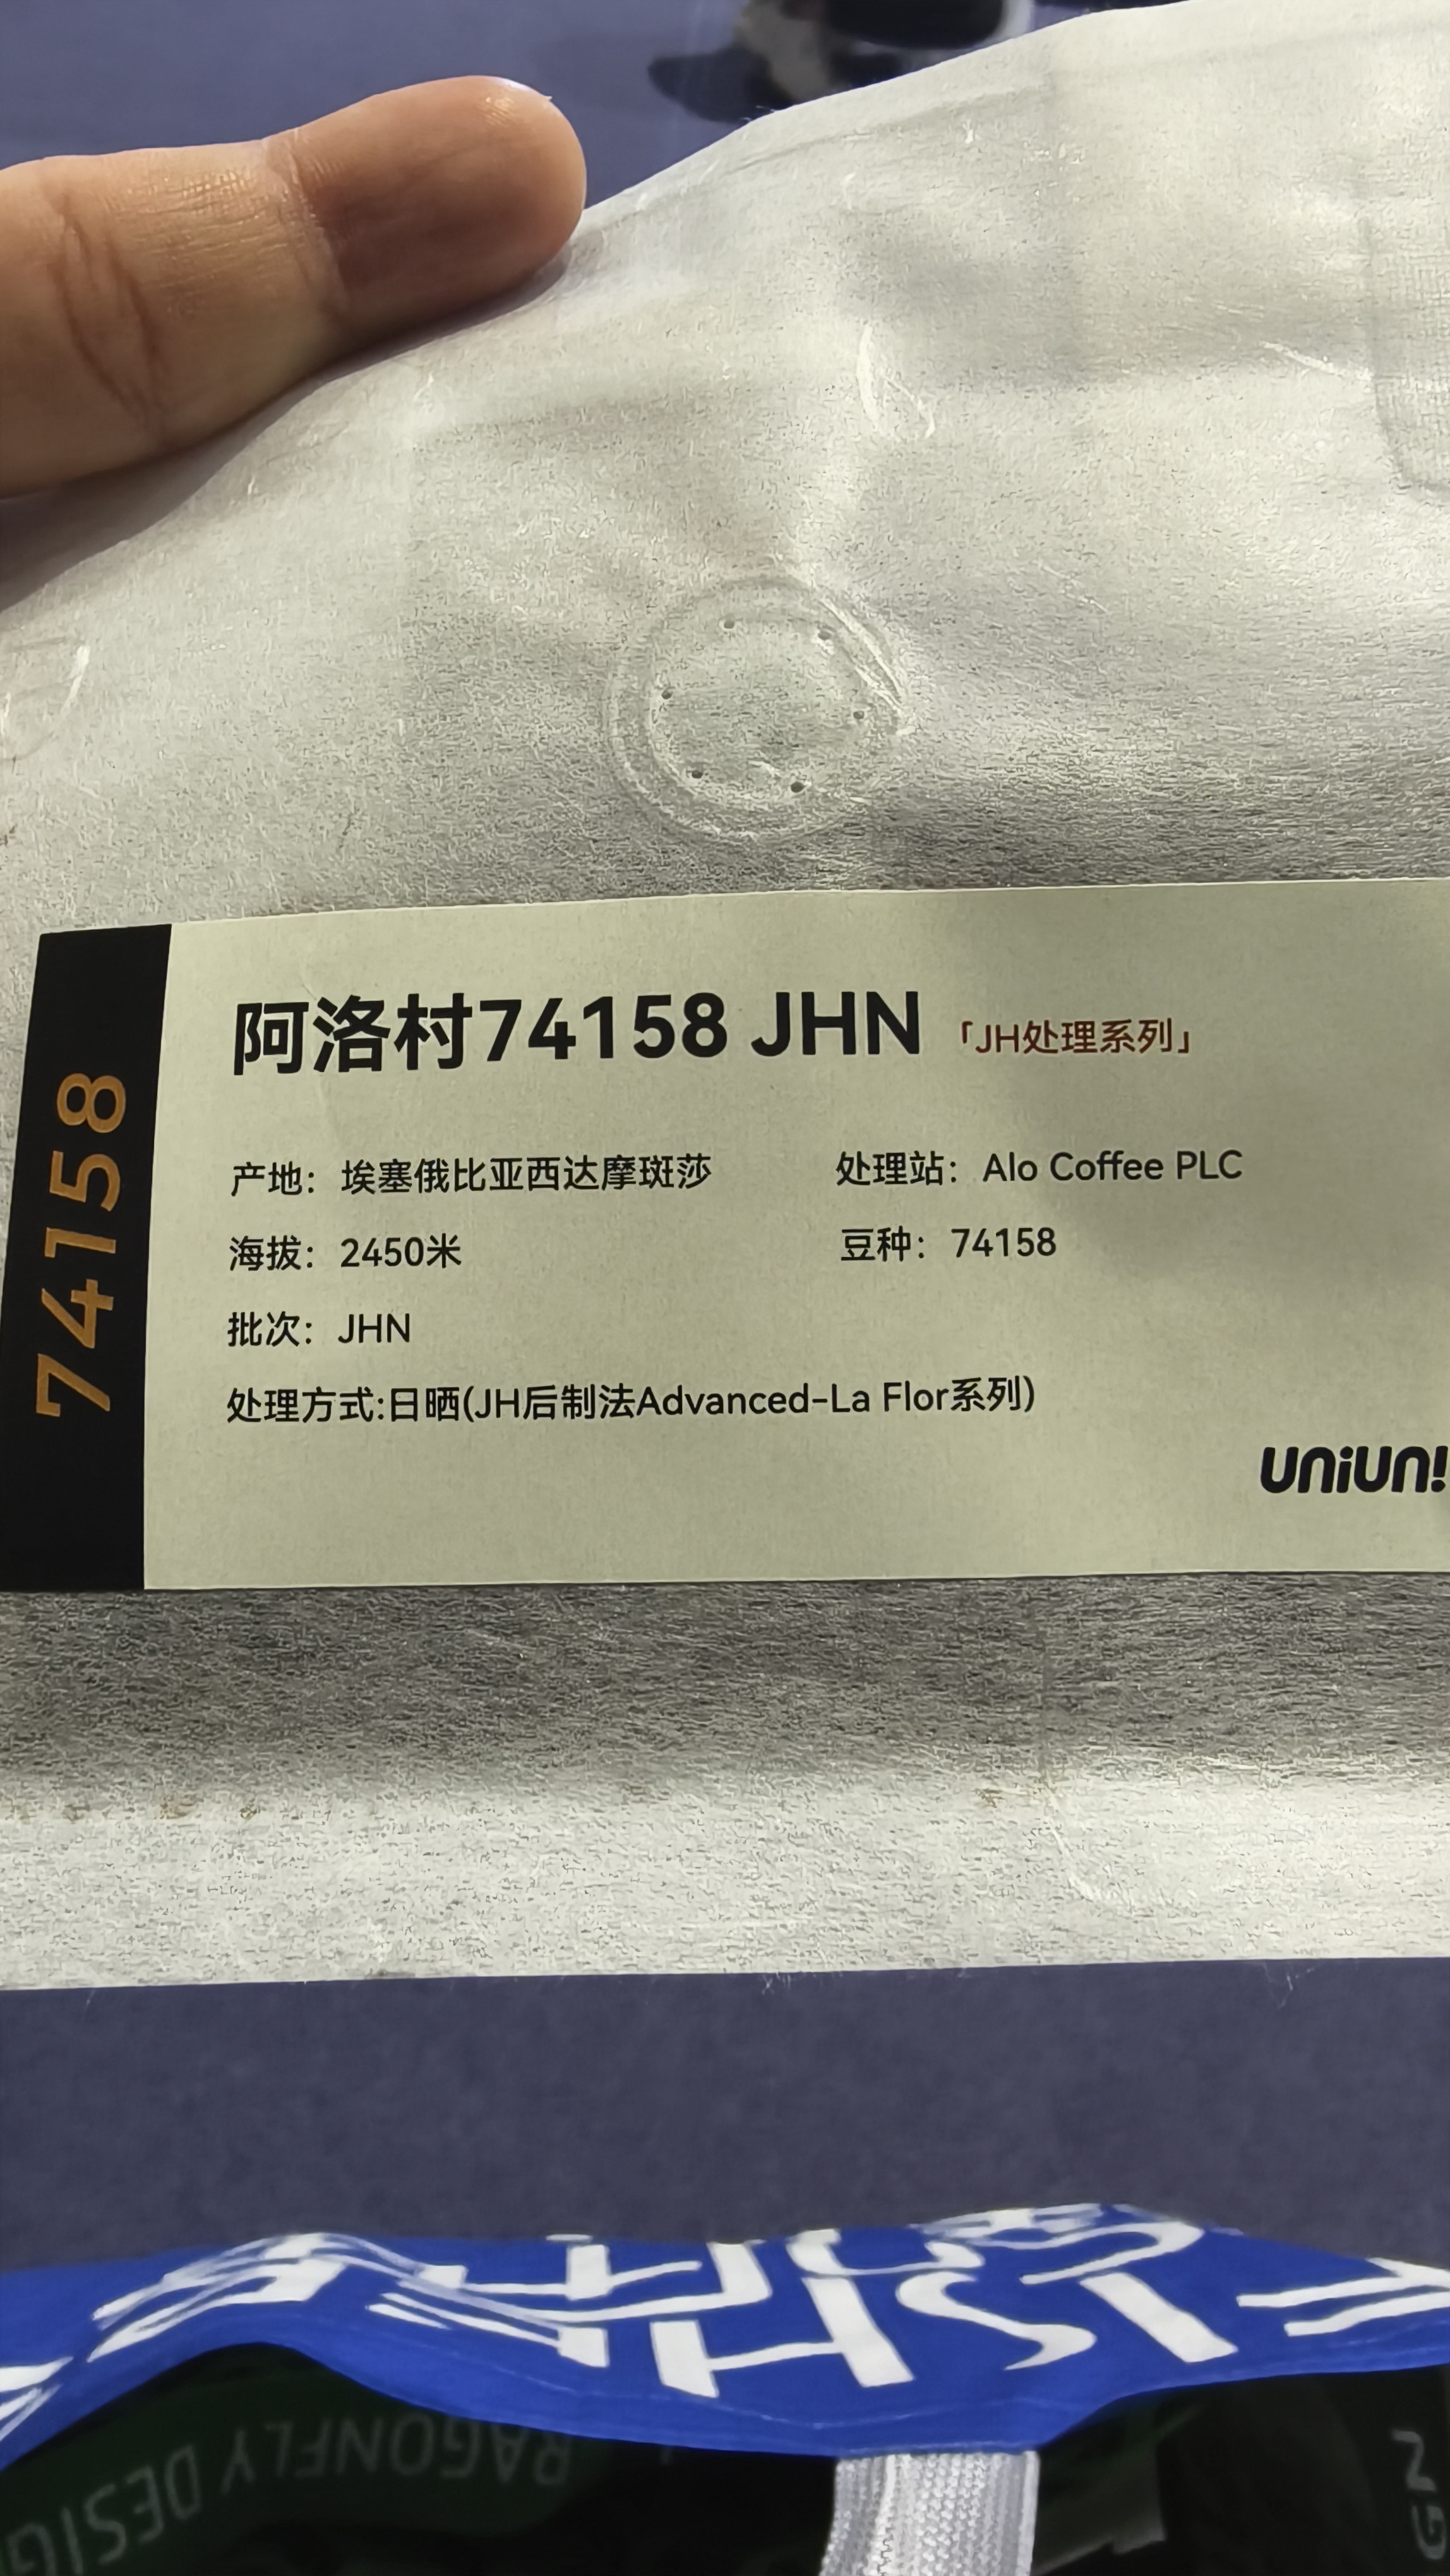 74158
阿洛村74158 JHN 「JH处理系列」
产地：埃塞俄比亚西达摩斑莎
处理站：Alo Coffee PLC
海拔：2450米
豆种：74158
批次：JHN
处理方式:日晒(JH后制法Advanced-La Flor系列)
UNiUN!
RAGONFLY DESIG